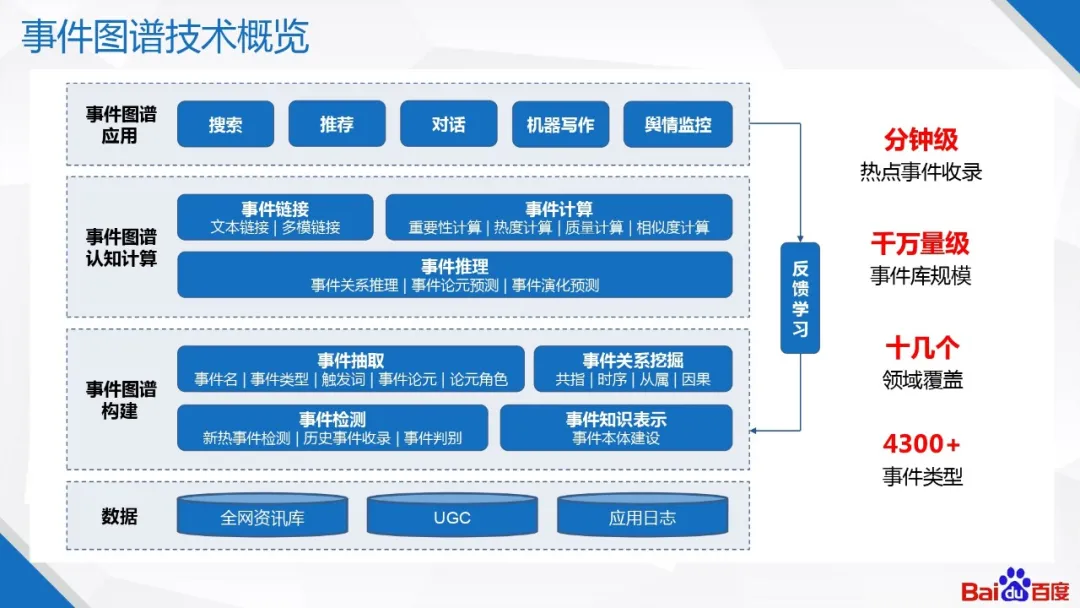 事件图谱技术概览
事件图谱
应用
搜索
推荐
对话
机器写作
舆情监控
事件图谱
认知计算
事件链接
文本链接 | 多模链接
事件计算
重要性计算 | 热度计算 | 质量计算 | 相似度计算
事件推理
事件关系推理 | 事件论元预测 | 事件演化预测
事件图谱
构建
事件抽取
事件名 | 事件类型 | 触发词 | 事件论元 | 论元角色
事件关系挖掘
共指 | 时序 | 从属 | 因果
事件检测
新热事件检测 | 历史事件收录 | 事件判别
事件知识表示
事件本体建设
数据
全网资讯库
UGC
应用日志
反
馈
学
习
分钟级
热点事件收录
千万量级
事件库规模
十几个
领域覆盖
4300+
事件类型
Bai du 百度